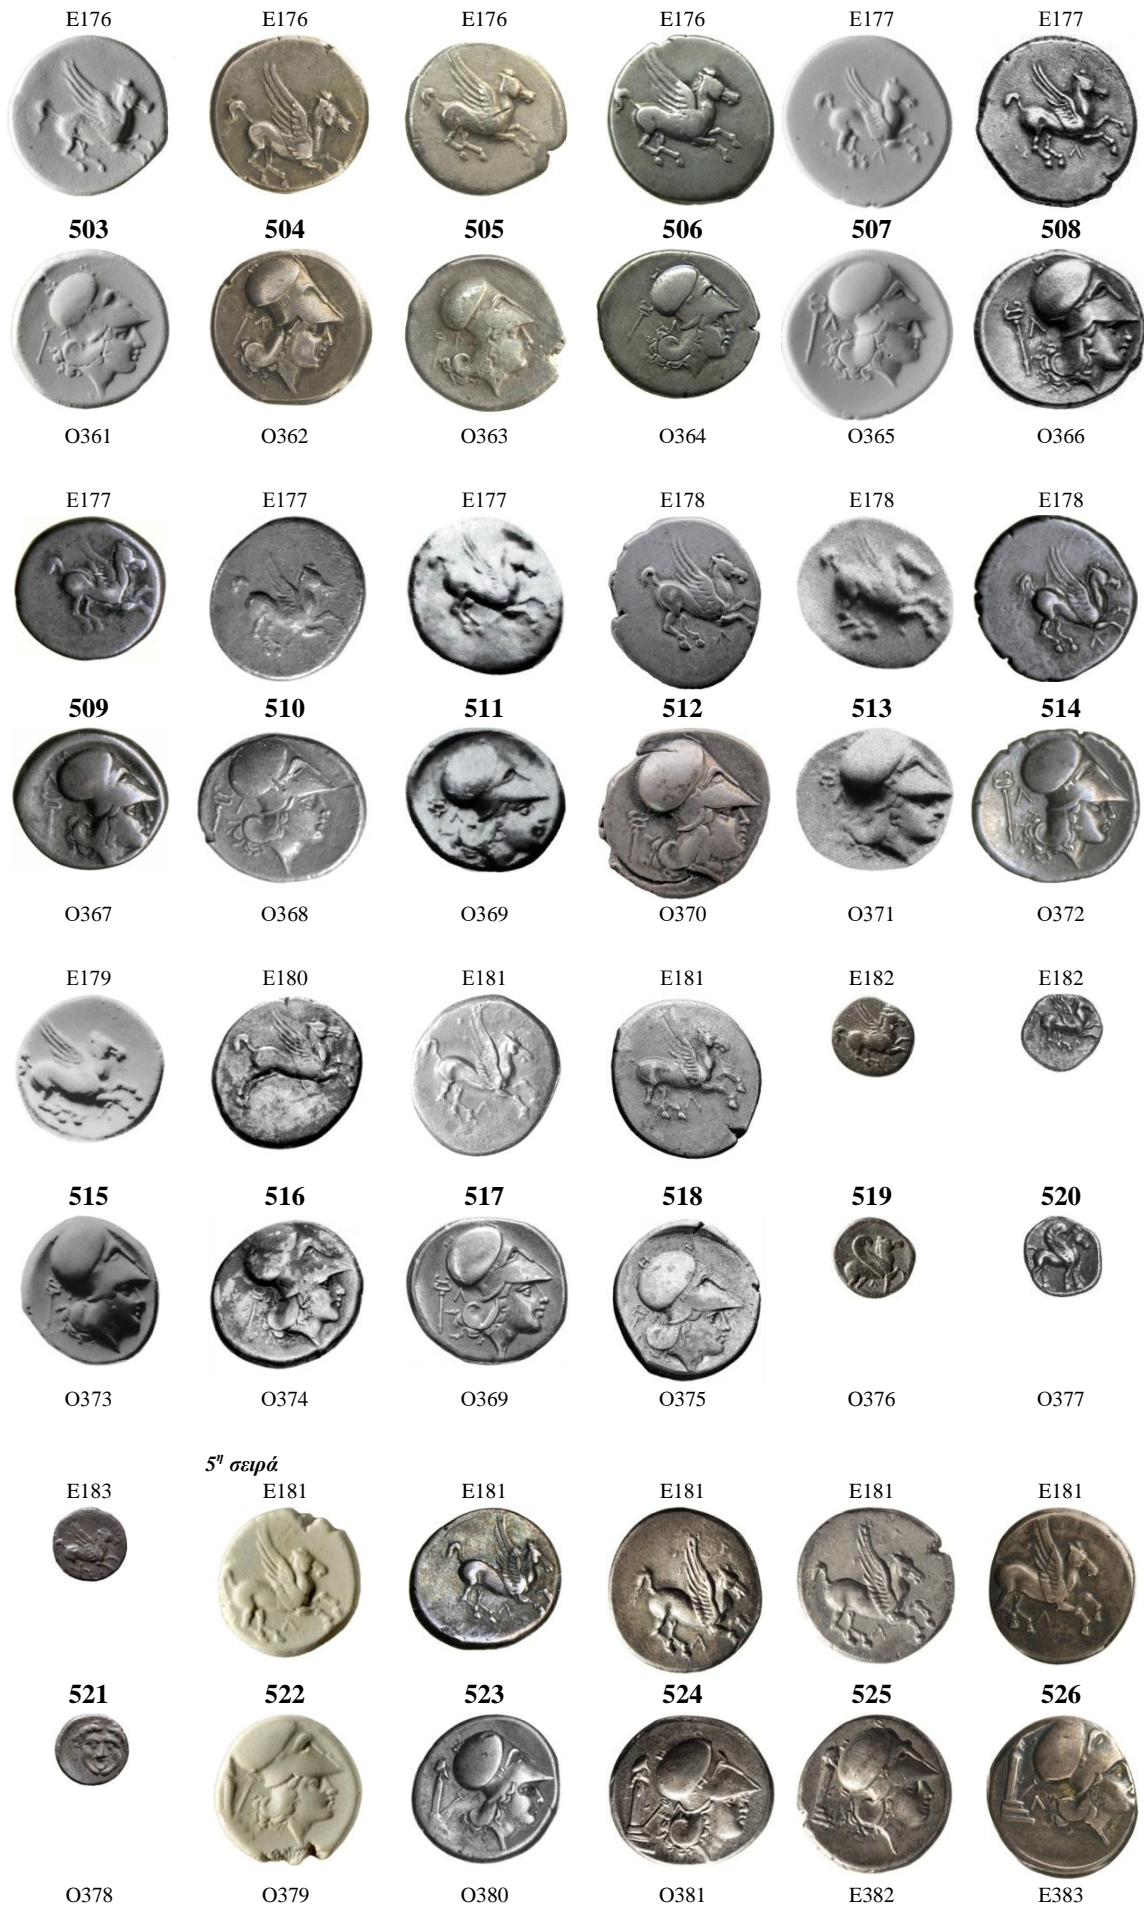 E176 E176 E176 E176 E177 E177
503 504 505 506 507 508
O361 O362 O363 O364 O365 O366
E177 E177 E177 E178 E178 E178
509 510 511 512 513 514
O367 O368 O369 O370 O371 O372
E179 E180 E181 E181 E182 E182
515 516 517 518 519 520
O373 O374 O369 O375 O376 O377
5η σειρά
E183 E181 E181 E181 E181 E181
521 522 523 524 525 526
O378 O379 O380 O381 E382 E383